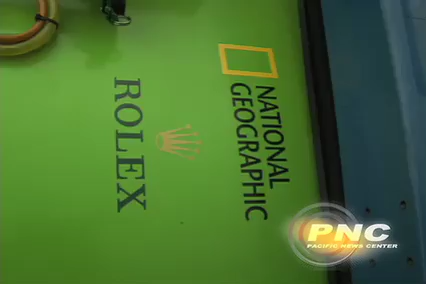 NATIONAL
GEOGRAPHIC
ROLEX
PNC
PACIFIC NEWS CENTER